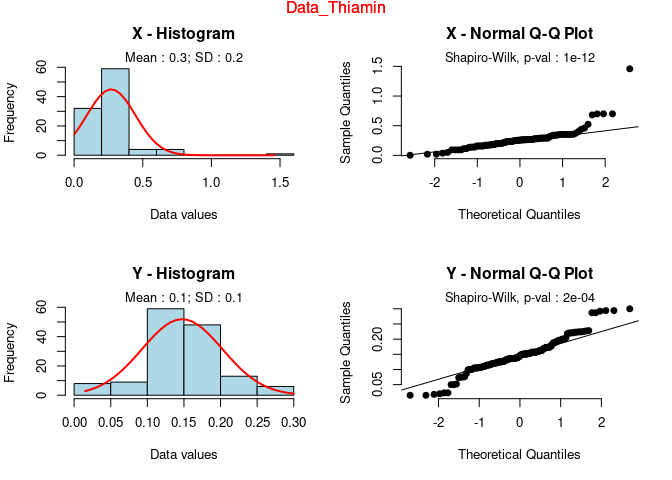 Data_Thiamin
X - Histogram
Mean : 0.3; SD : 0.2
Frequency
0 20 40 60
0.0 0.5 1.0 1.5
Data values
X - Normal Q-Q Plot
Shapiro-Wilk, p-val : 1e-12
Sample Quantiles
0.0 0.5 1.0 1.5
-2 -1 0 1 2
Theoretical Quantiles
Y - Histogram
Mean : 0.1; SD : 0.1
Frequency
0 20 40 60
0.00 0.05 0.10 0.15 0.20 0.25 0.30
Data values
Y - Normal Q-Q Plot
Shapiro-Wilk, p-val : 2e-04
Sample Quantiles
0.05 0.20
-2 -1 0 1 2
Theoretical Quantiles